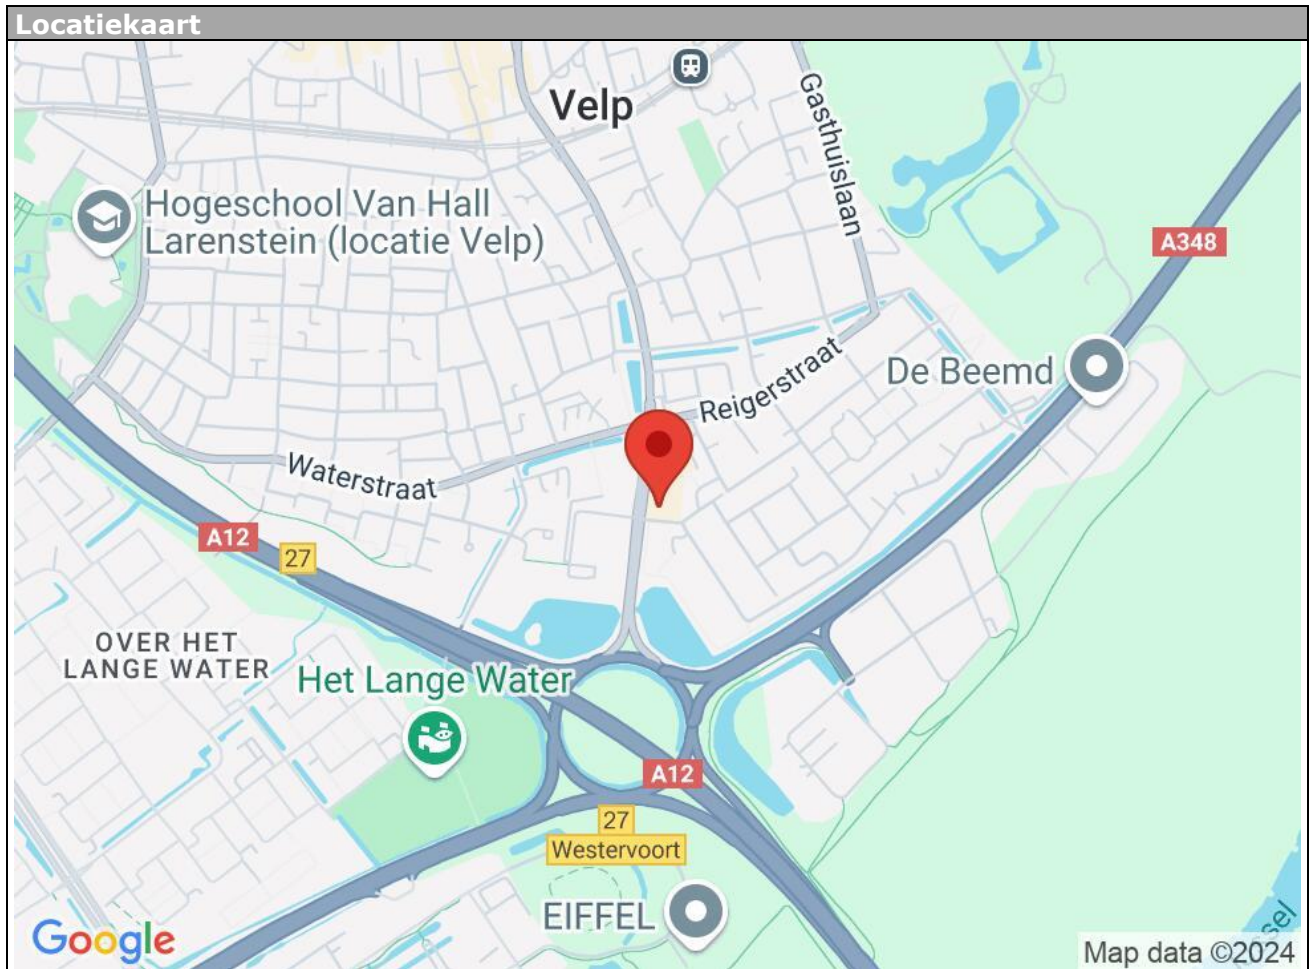 Locatiekaart
Velp
Gasthuislaan
Hogeschool Van Hall
Larenstein (locatie Velp)
A348
De Beemd
Reigerstraat
Waterstraat
A12
27
OVER HET
LANGE WATER
Het Lange Water
A12
27
Westervoort
EIFFEL
Google
Map data ©2024